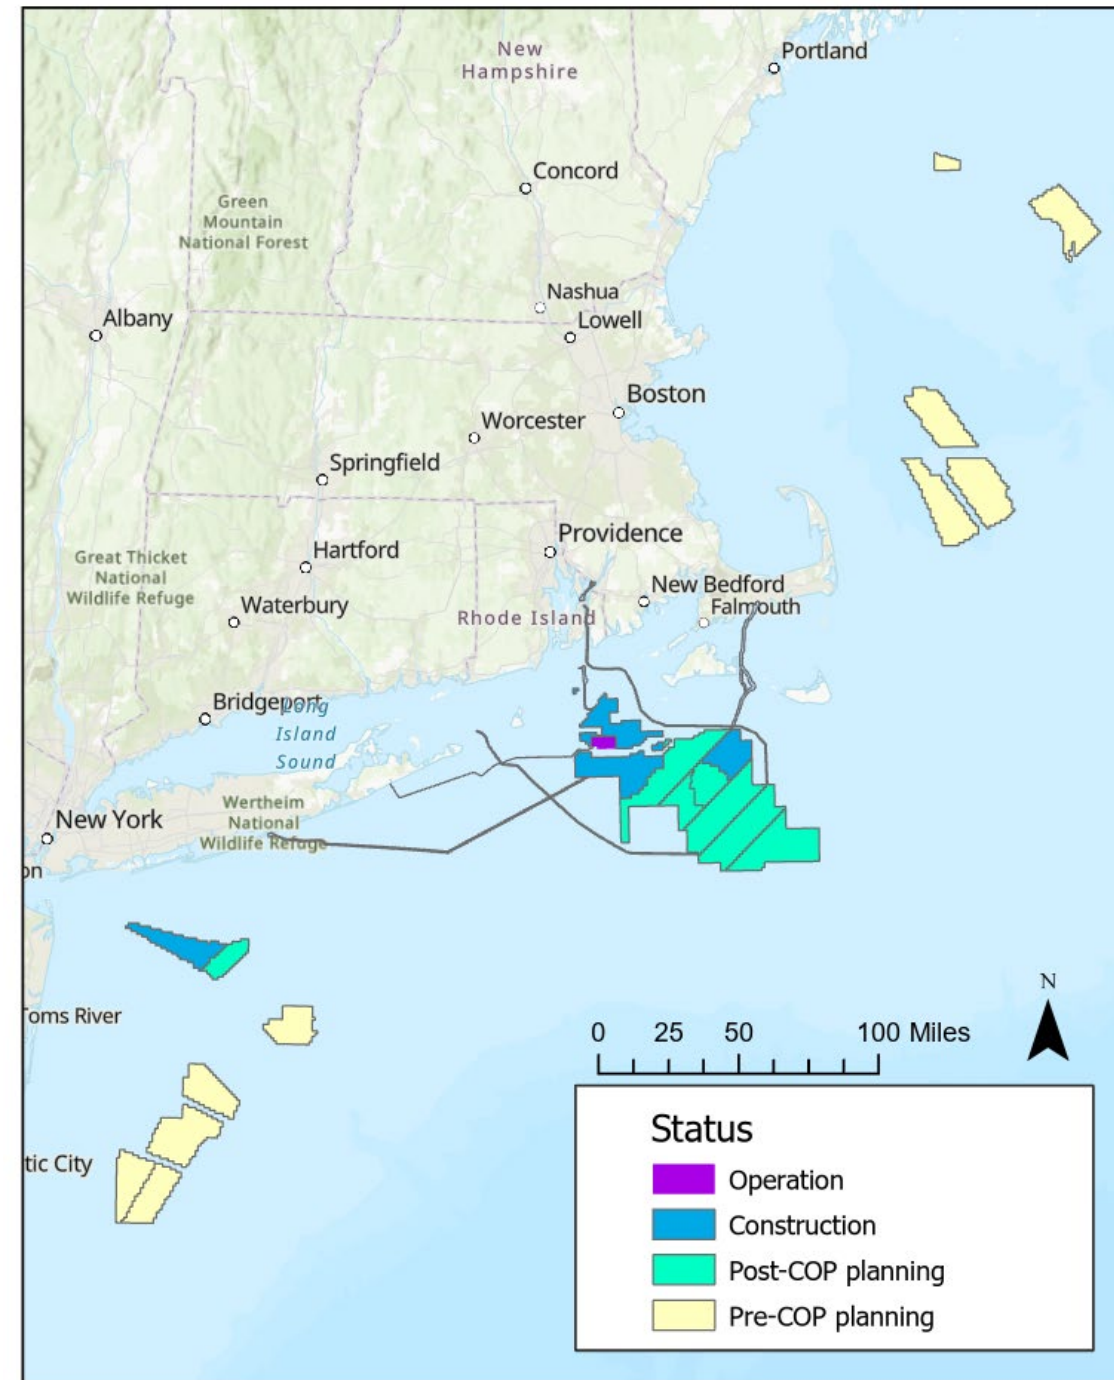 Portland
New
Hampshire
Concord
Green
Mountain
National Forest
Nashua
Albany
Lowell
Boston
Worcester
Springfield
Providence
Hartford
Great Thicket
National
Wildlife Refuge
New Bedford
Waterbury
Falmouth
Rhode Island
Bridgeport
Long
Island
Sound
Wertheim
National
Wildlife Refuge
New York
on
Toms River
N
0 25 50 100 Miles
tic City
Status
Operation
Construction
Post-COP planning
Pre-COP planning